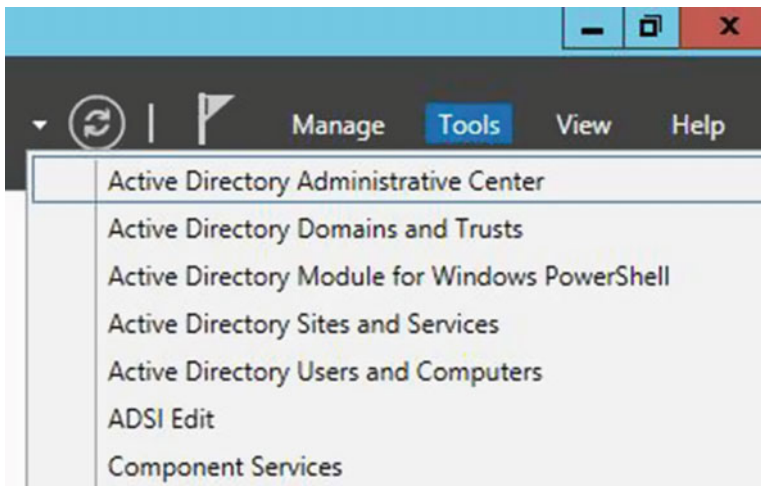 Manage Tools View Help
Active Directory Administrative Center
Active Directory Domains and Trusts
Active Directory Module for Windows PowerShell
Active Directory Sites and Services
Active Directory Users and Computers
ADSI Edit
Component Services